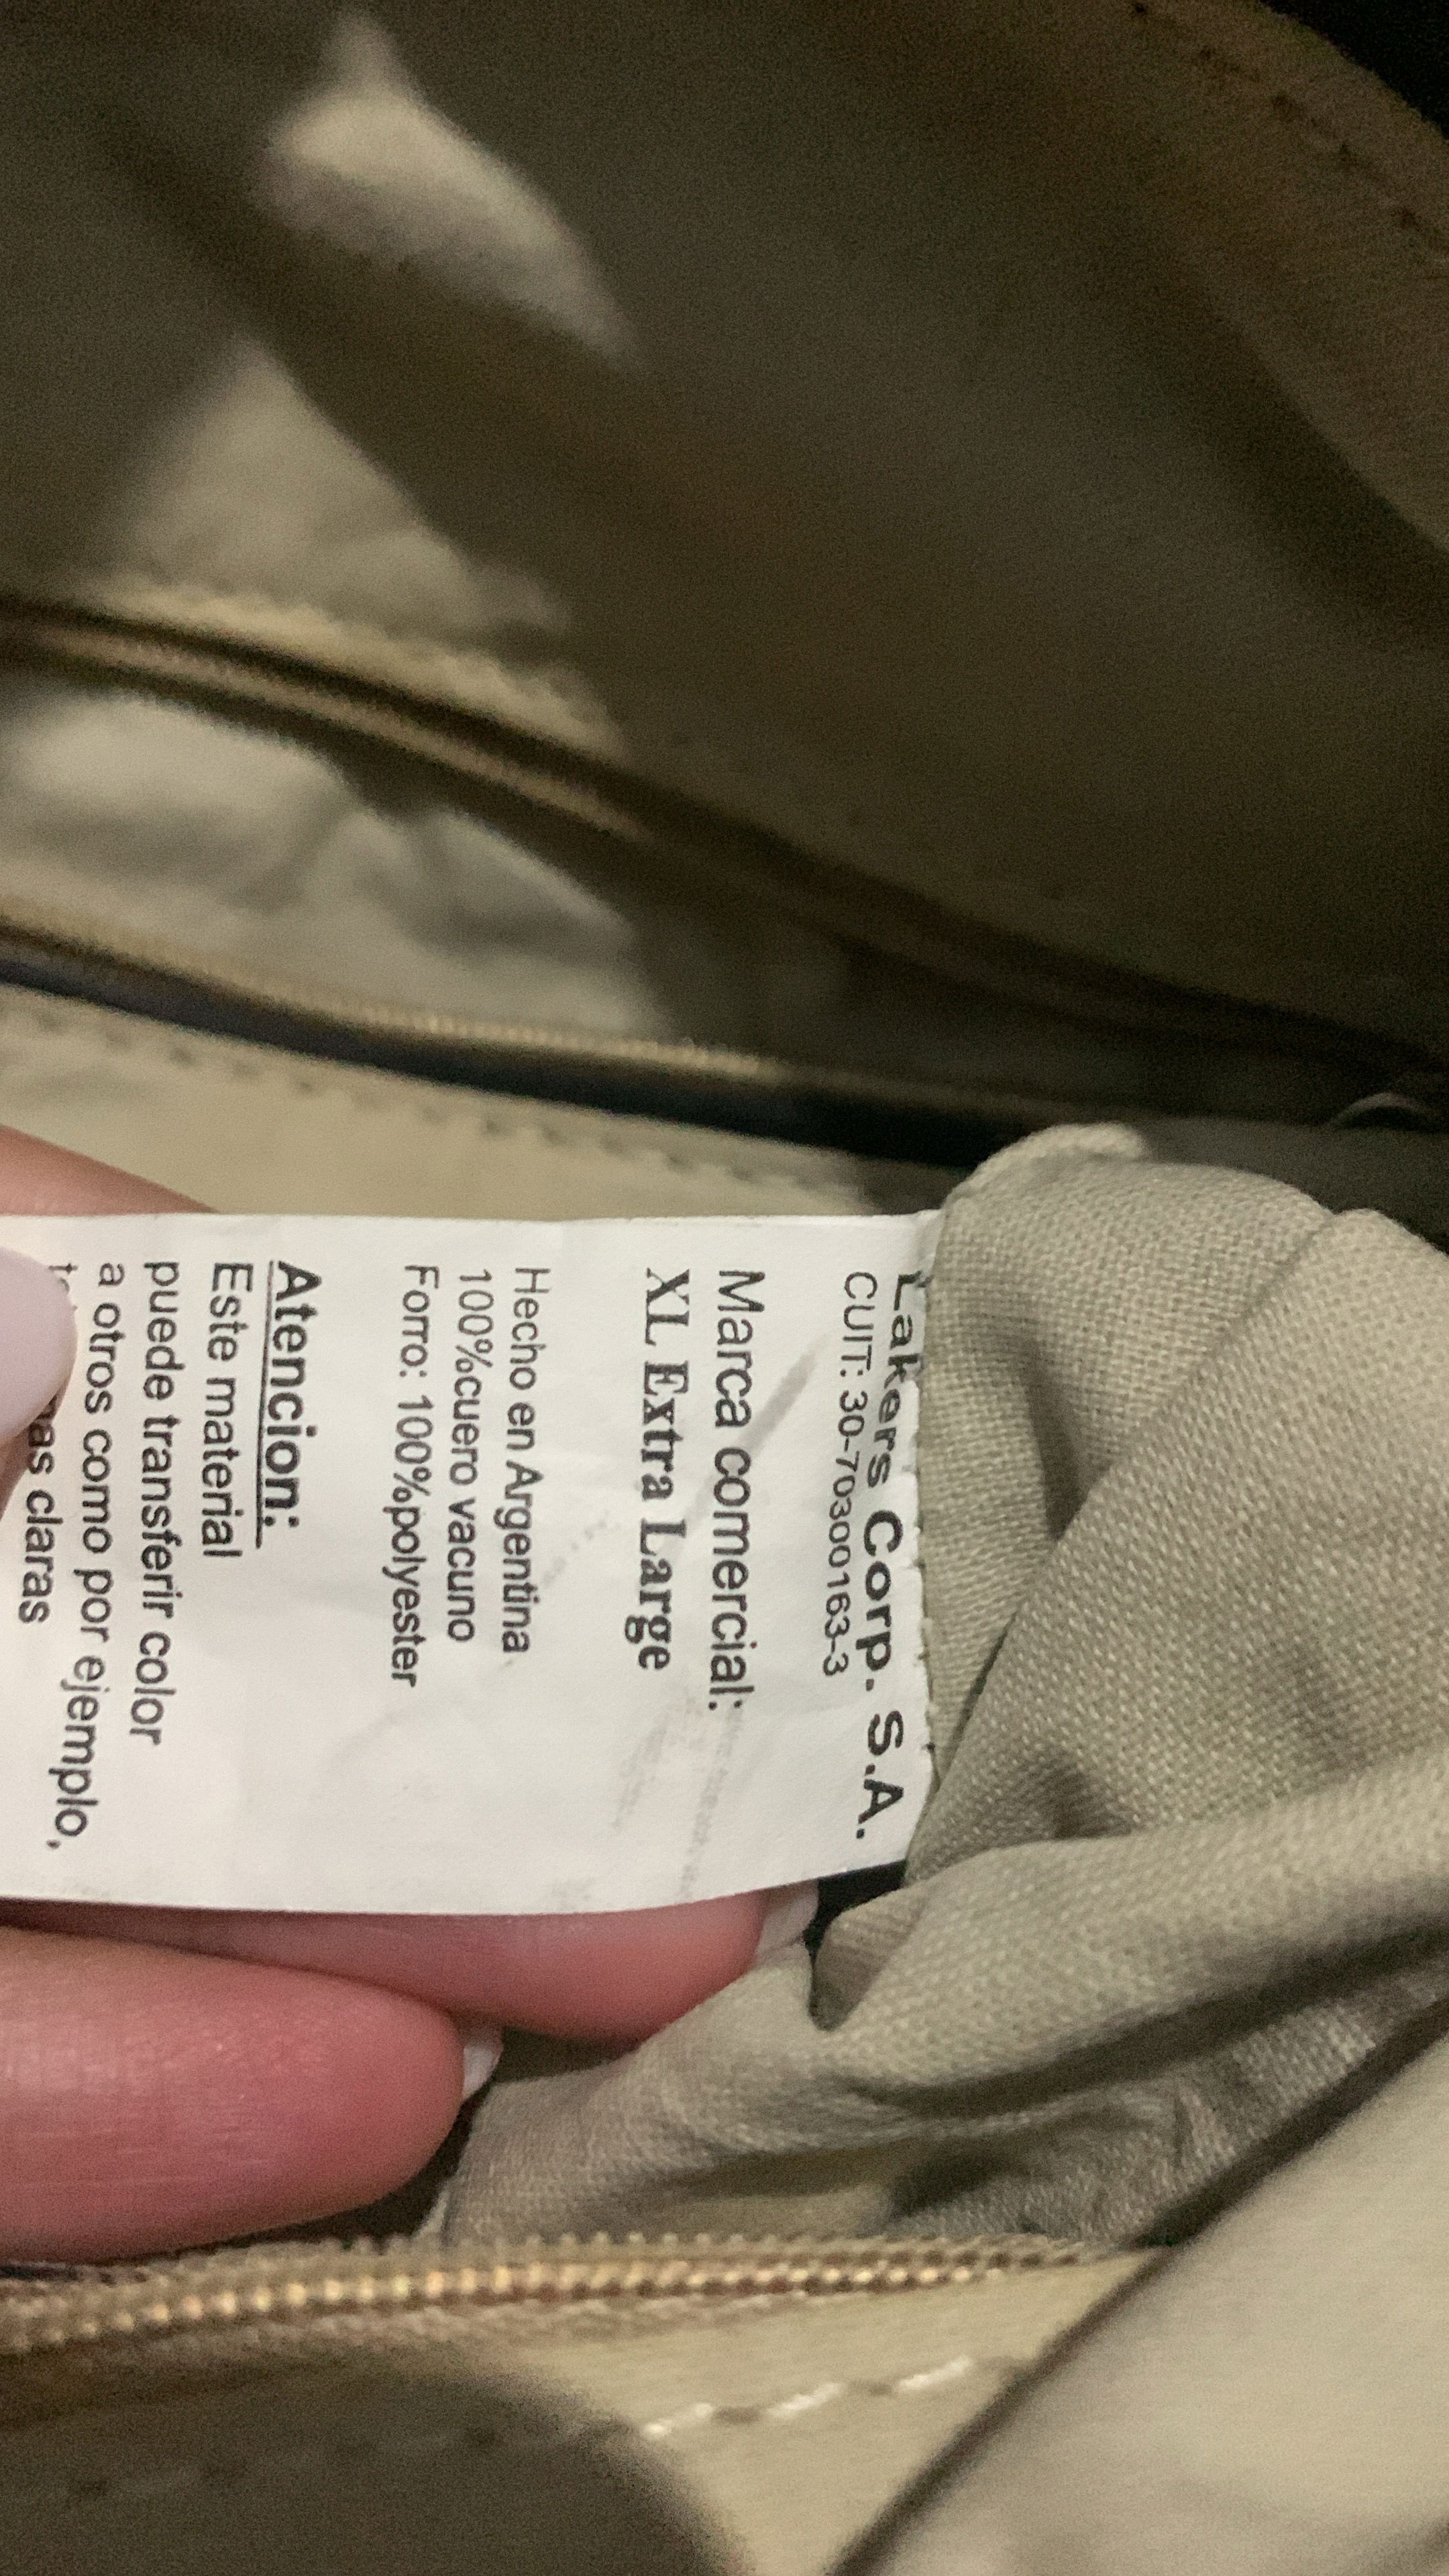 Lakers Corp. S.A.
CUIT: 30-70300163-3
Marca comercial:
XL Extra Large
Hecho en Argentina
100%cuero vacuno
Forro: 100%polyester
Atencion:
Este material
puede transferir color
a otros como por ejemplo,
claras